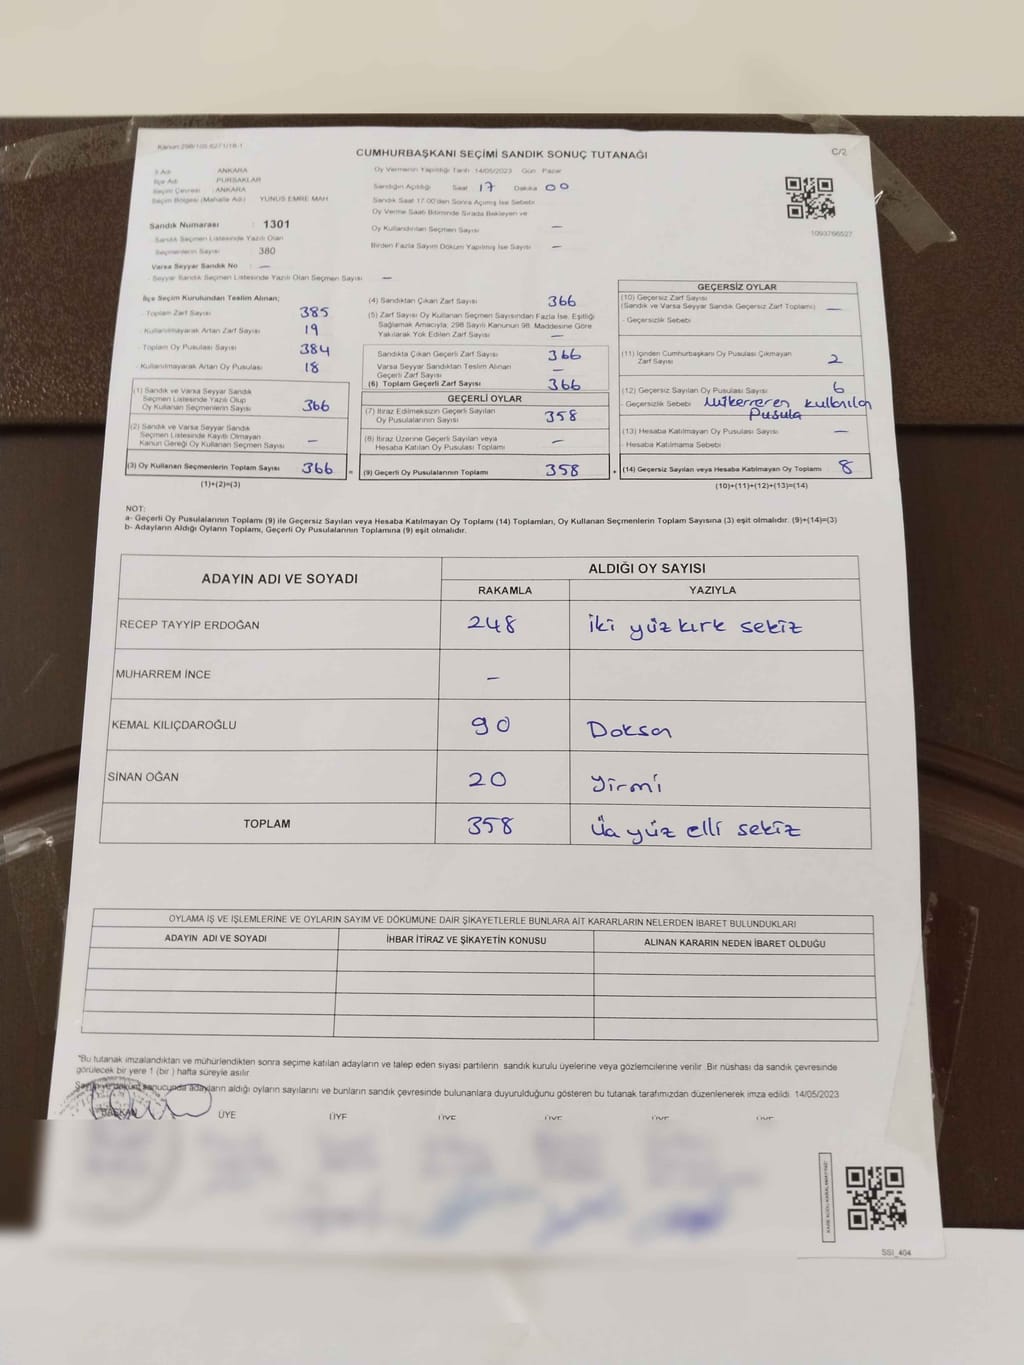 Kanun:298/105.6271/18-1
CUMHURBAŞKANI SEÇİMİ SANDIK SONUÇ TUTANAĞI
C/2
İl Adı ANKARA
İlçe Adı PURSAKLAR
Seçim Çevresi : ANKARA
Seçim Bölgesi (Mahalle Adı) YUNUS EMRE MAH
Sandık Numarası : 1301
- Sandık Seçmen Listesinde Yazılı Olan
Seçmenlerin Sayısı 380
Varsa Seyyar Sandık No : —
- Seyyar Sandık Seçmen Listesinde Yazılı Olan Seçmen Sayısı —
Oy Vermenin Yapıldığı Tarih: 14/05/2023 Gün Pazar
Sandığın Açıldığı Saat 17 Dakika 00
Sandık Saat 17.00'den Sonra Açılmış İse Sebebi
Oy Verme Saati Bitiminde Sırada Bekleyen ve
Oy Kullandırılan Seçmen Sayısı —
Birden Fazla Sayım Döküm Yapılmış İse Sayısı —
1093766527
İlçe Seçim Kurulundan Teslim Alınan;
- Toplam Zarf Sayısı 385
- Kullanılmayarak Artan Zarf Sayısı 19
- Toplam Oy Pusulası Sayısı 384
- Kullanılmayarak Artan Oy Pusulası 18
(1) Sandık ve Varsa Seyyar Sandık
Seçmen Listesinde Yazılı Olup
Oy Kullanan Seçmenlerin Sayısı 366
(2) Sandık ve Varsa Seyyar Sandık
Seçmen Listesinde Kayıtlı Olmayan
Kanun Gereği Oy Kullanan Seçmen Sayısı —
(3) Oy Kullanan Seçmenlerin Toplam Sayısı 366 =
(1)+(2)=(3)
(4) Sandıktan Çıkan Zarf Sayısı 366
(5) Zarf Sayısı Oy Kullanan Seçmen Sayısından Fazla İse, Eşitliği
Sağlamak Amacıyla; 298 Sayılı Kanunun 98. Maddesine Göre
Yakılarak Yok Edilen Zarf Sayısı —
Sandıkta Çıkan Geçerli Zarf Sayısı 366
Varsa Seyyar Sandıktan Teslim Alınan
Geçerli Zarf Sayısı —
(6) Toplam Geçerli Zarf Sayısı 366
GEÇERLİ OYLAR
(7) İtiraz Edilmeksizin Geçerli Sayılan
Oy Pusulalarının Sayısı 358
(8) İtiraz Üzerine Geçerli Sayılan veya
Hesaba Katılan Oy Pusulası Sayısı —
(9) Geçerli Oy Pusulalarının Toplamı 358 +
GEÇERSİZ OYLAR
(10) Geçersiz Zarf Sayısı
(Sandık ve Varsa Seyyar Sandık Geçersiz Zarf Toplamı) —
- Geçersizlik Sebebi
(11) İçinden Cumhurbaşkanı Oy Pusulası Çıkmayan
Zarf Sayısı 2
(12) Geçersiz Sayılan Oy Pusulası Sayısı 6
- Geçersizlik Sebebi Mükerreren kullanılan
Pusula
(13) Hesaba Katılmayan Oy Pusulası Sayısı —
- Hesaba Katılmama Sebebi
(14) Geçersiz Sayılan veya Hesaba Katılmayan Oy Toplamı 8
(10)+(11)+(12)+(13)=(14)
NOT:
a- Geçerli Oy Pusulalarının Toplamı (9) ile Geçersiz Sayılan veya Hesaba Katılmayan Oy Toplamı (14) Toplamları, Oy Kullanan Seçmenlerin Toplam Sayısına (3) eşit olmalıdır. (9)+(14)=(3)
b- Adayların Aldığı Oyların Toplamı, Geçerli Oy Pusulalarının Toplamına (9) eşit olmalıdır.
ADAYIN ADI VE SOYADI
ALDIĞI OY SAYISI
RAKAMLA YAZIYLA
RECEP TAYYİP ERDOĞAN 248 İki yüz kırk sekiz
MUHARREM İNCE —
KEMAL KILIÇDAROĞLU 90 Doksan
SİNAN OĞAN 20 Yirmi
TOPLAM 358 Üç yüz elli sekiz
OYLAMA İŞ VE İŞLEMLERİNE VE OYLARIN SAYIM VE DÖKÜMÜNE DAİR ŞİKAYETLERLE BUNLARA AİT KARARLARIN NELERDEN İBARET BULUNDUKLARI
ADAYIN ADI VE SOYADI İHBAR İTİRAZ VE ŞİKAYETİN KONUSU ALINAN KARARIN NEDEN İBARET OLDUĞU
*Bu tutanak imzalandıktan ve mühürlendikten sonra seçime katılan adayların ve talep eden siyasi partilerin sandık kurulu üyelerine veya gözlemcilerine verilir. Bir nüshası da sandık çevresinde
görülecek bir yere 1 (bir ) hafta süreyle asılır.
Sayım ve döküm sonucunda adayların aldığı oyların sayılarını ve bunların sandık çevresinde bulunanlara duyurulduğunu gösteren bu tutanak tarafımızdan düzenlenerek imza edildi. 14/05/2023
BAŞKAN ÜYE ÜYE ÜYE ÜYE ÜYE ÜYE
SSI_404